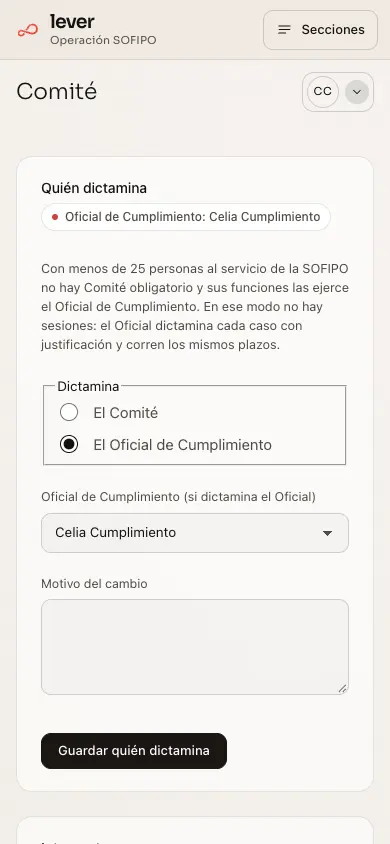 lever
Operación SOFIPO
Secciones
Comité
CC
Quién dictamina
Oficial de Cumplimiento: Celia Cumplimiento
Con menos de 25 personas al servicio de la SOFIPO
no hay Comité obligatorio y sus funciones las ejerce
el Oficial de Cumplimiento. En ese modo no hay
sesiones: el Oficial dictamina cada caso con
justificación y corren los mismos plazos.
Dictamina
El Comité
El Oficial de Cumplimiento
Oficial de Cumplimiento (si dictamina el Oficial)
Celia Cumplimiento
Motivo del cambio
Guardar quién dictamina